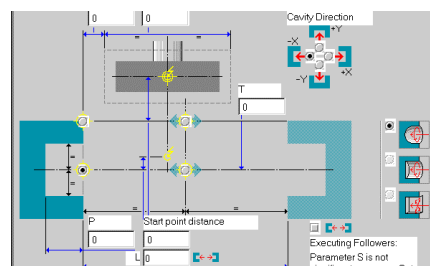 0 0
Cavity Direction
+Y
-X
-Y +X
= =
T
0
=
=
= =
P Start point distance
0 0
L 0
Executing Followers:
Parameter S is not